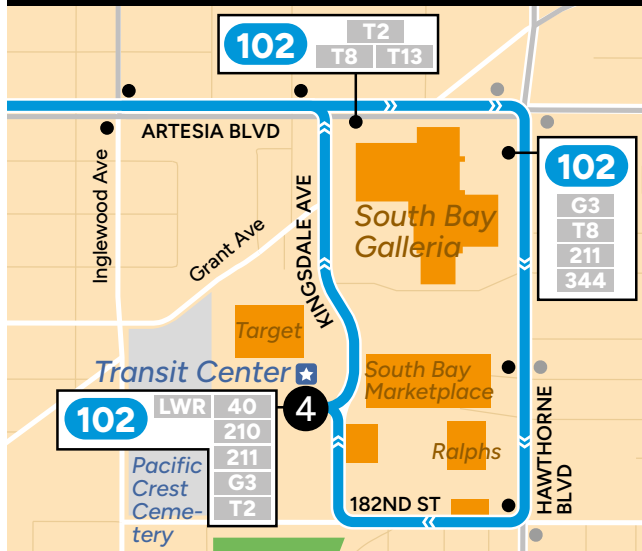 102
T2
T8 T13
ARTESIA BLVD
Inglewood Ave
Grant Ave
KINGSDALE AVE
South Bay
Galleria
102
G3
T8
211
344
Target
Transit Center
4
102
LWR 40
210
211
G3
T2
South Bay
Marketplace
Ralphs
HAWTHORNE
BLVD
Pacific
Crest
Ceme-
tery
182ND ST